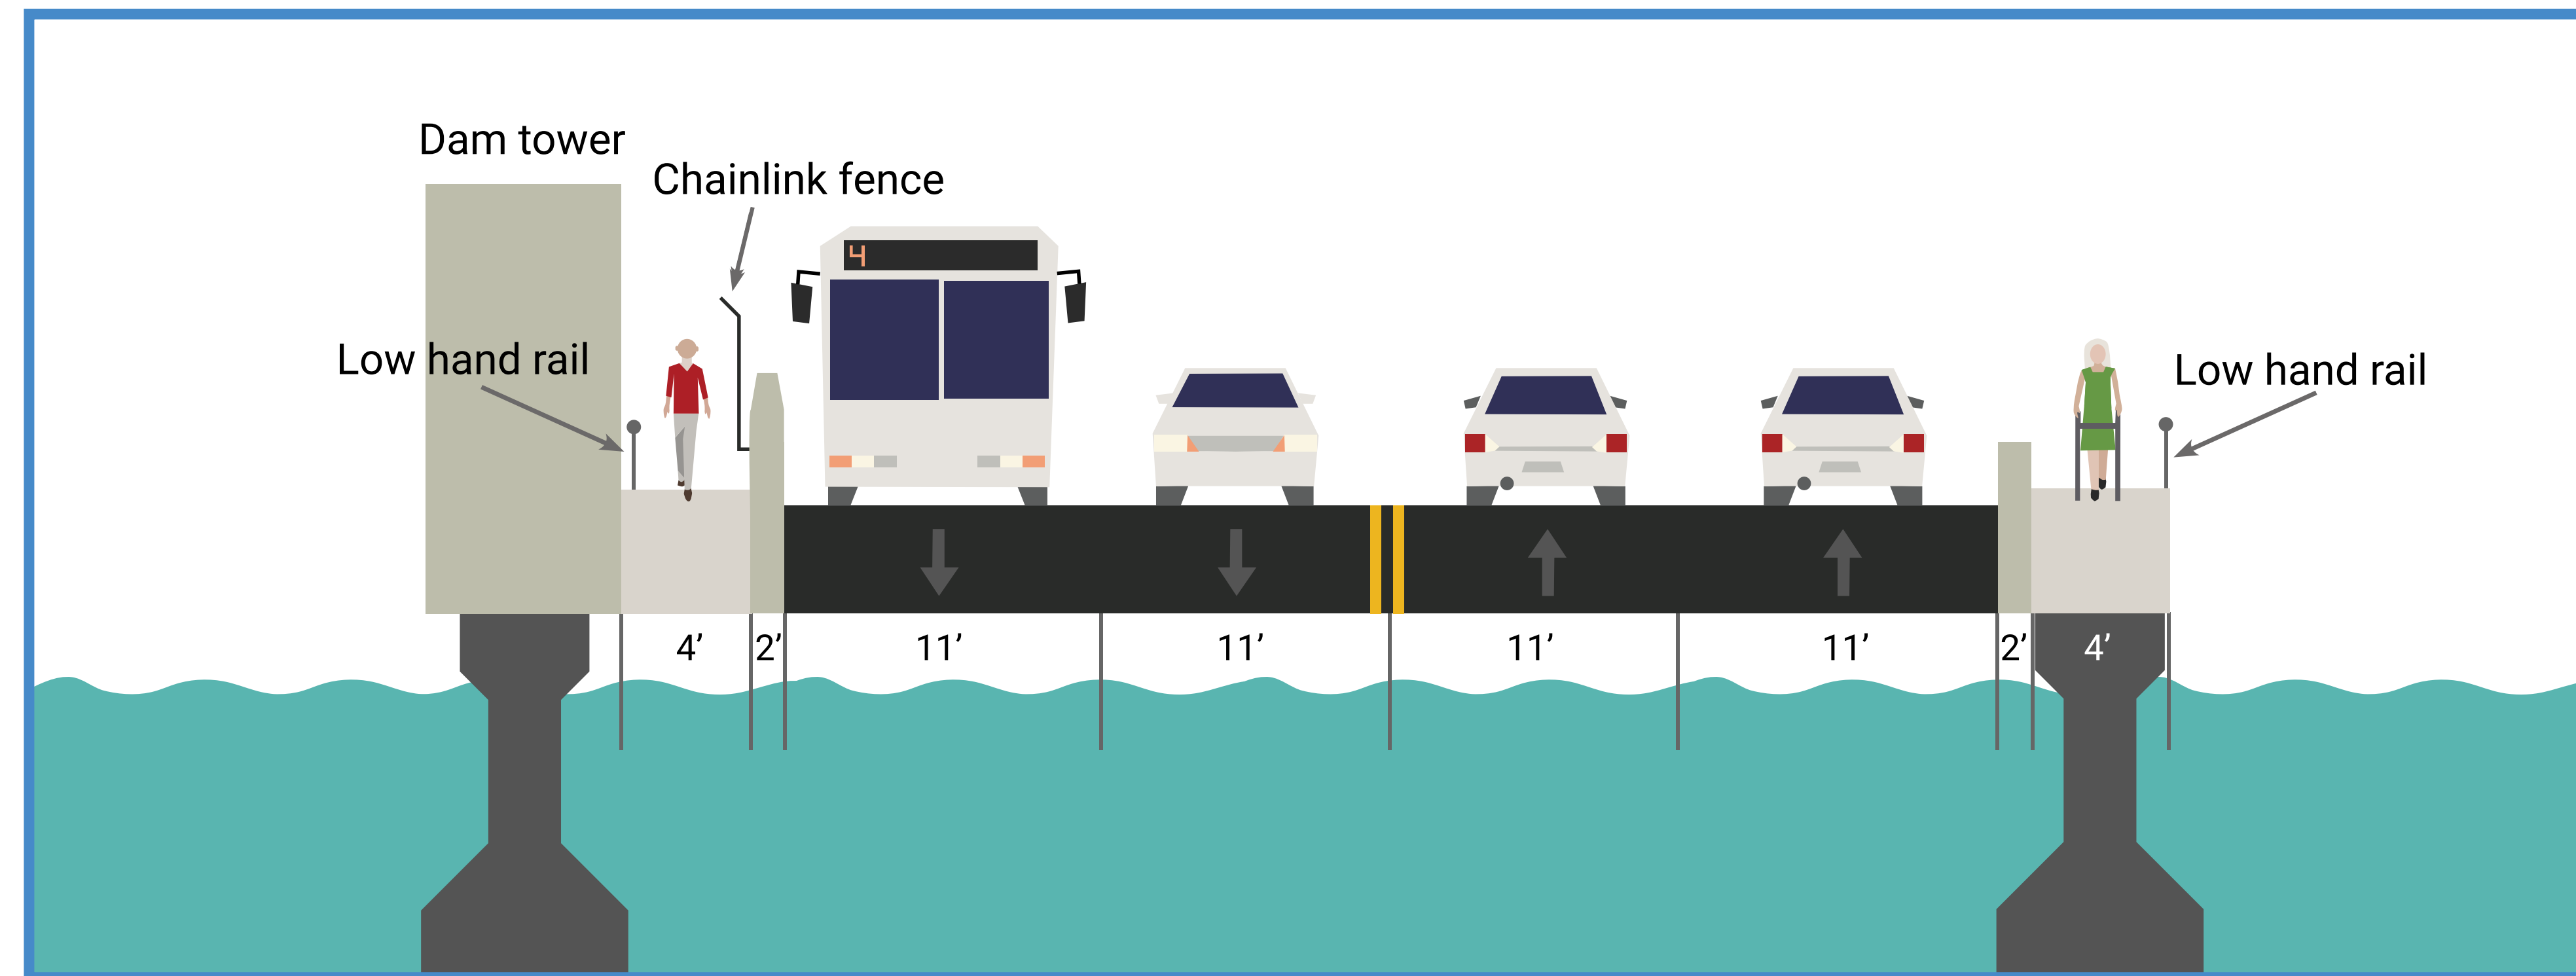 Dam tower
Chainlink fence
4
Low hand rail
Low hand rail
4’ 2’ 11’ 11’ 11’ 11’ 2’ 4’